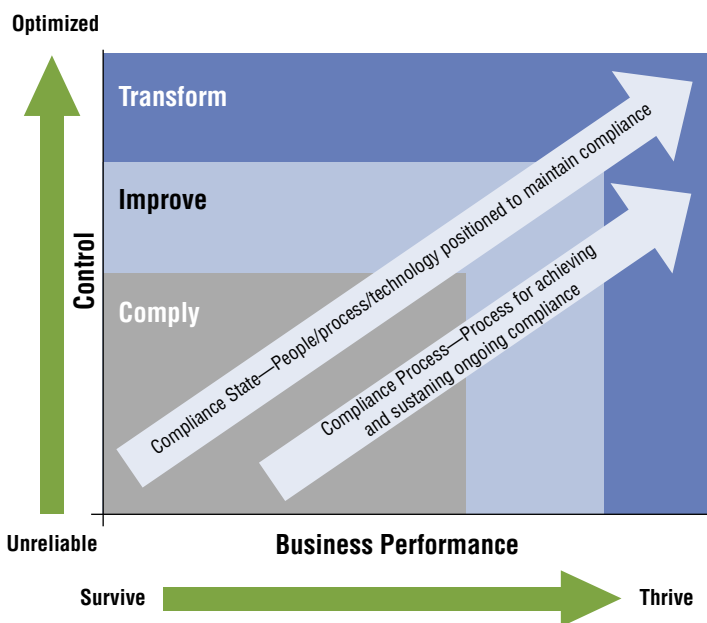 Optimized
Transform
Improve
Control
Comply
Compliance State—People/process/technology positioned to maintain compliance
Compliance Process—Process for achieving
and sustaning ongoing compliance
Unreliable
Business Performance
Survive
Thrive